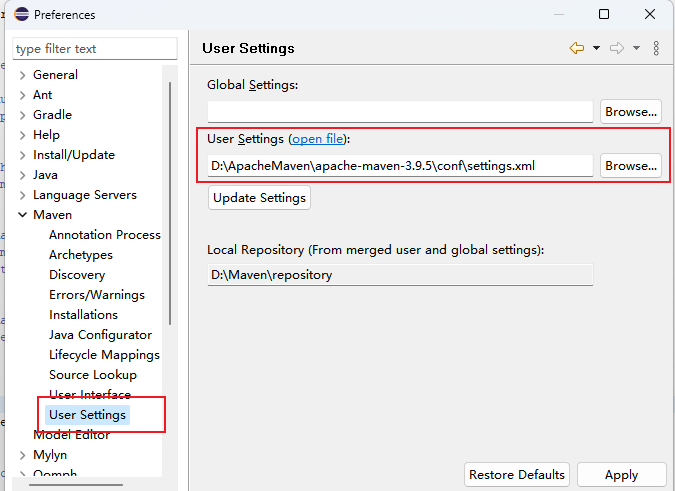 Preferences
type filter text
General
Ant
Gradle
Help
Install/Update
Java
Language Servers
Maven
Annotation Process
Archetypes
Discovery
Errors/Warnings
Installations
Java Configurator
Lifecycle Mappings
Source Lookup
User Interface
User Settings
Model Editor
Mylyn
Oomph
User Settings
Global Settings:
Browse...
User Settings (open file):
D:\ApacheMaven\apache-maven-3.9.5\conf\settings.xml
Browse...
Update Settings
Local Repository (From merged user and global settings):
D:\Maven\repository
Restore Defaults
Apply